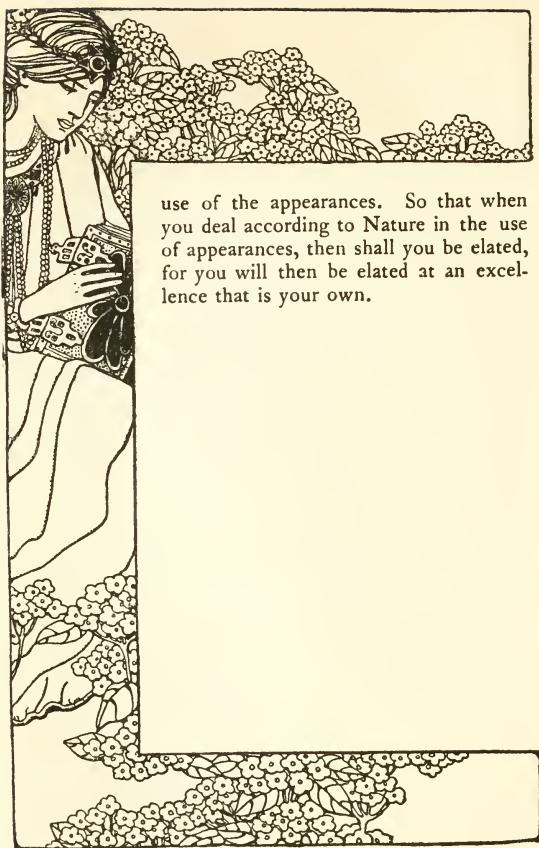 use of the appearances. So that when
you deal according to Nature in the use
of appearances, then shall you be elated,
for you will then be elated at an excel-
lence that is your own.